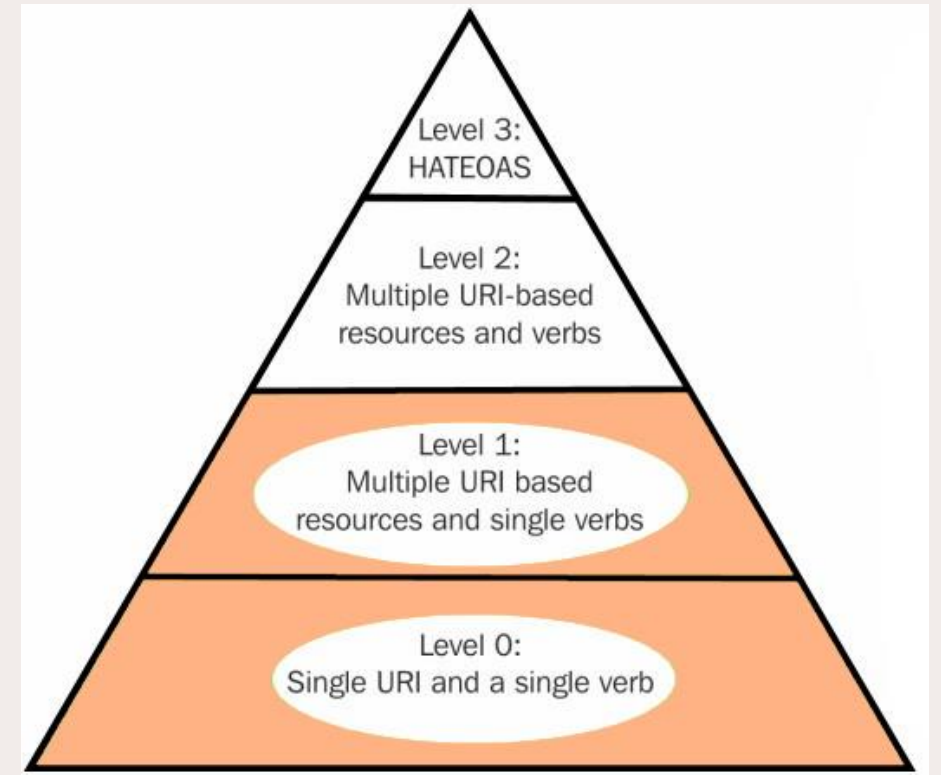 Level 3:
HATEOAS
Level 2:
Multiple URI-based
resources and verbs
Level 1:
Multiple URI based
resources and single verbs
Level 0:
Single URI and a single verb